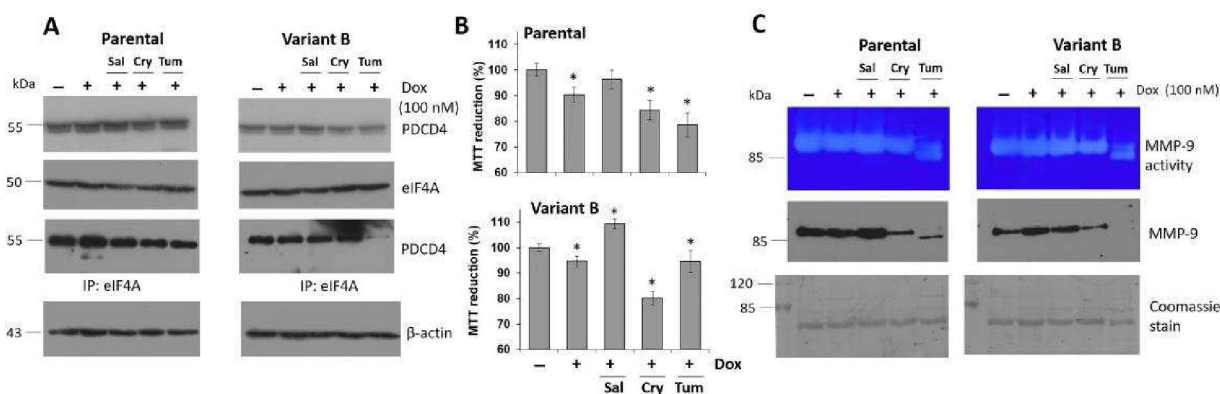 A
Parental
Variant B
Sal Cry Tum
Sal Cry Tum
kDa
– + + + +
– + + + +
Dox
(100 nM)
55
PDCD4
50
eIF4A
55
PDCD4
IP: eIF4A
IP: eIF4A
43
β-actin
B
Parental
MTT reduction (%)
110
100
90
80
70
60
* * *
Variant B
MTT reduction (%)
110
100
90
80
70
60
* * * *
– + + + + Dox
Sal Cry Tum
C
Parental
Variant B
Sal Cry Tum
Sal Cry Tum
kDa
– + + + +
– + + + +
Dox (100 nM)
85
MMP-9
activity
85
MMP-9
120
85
Coomassie
stain